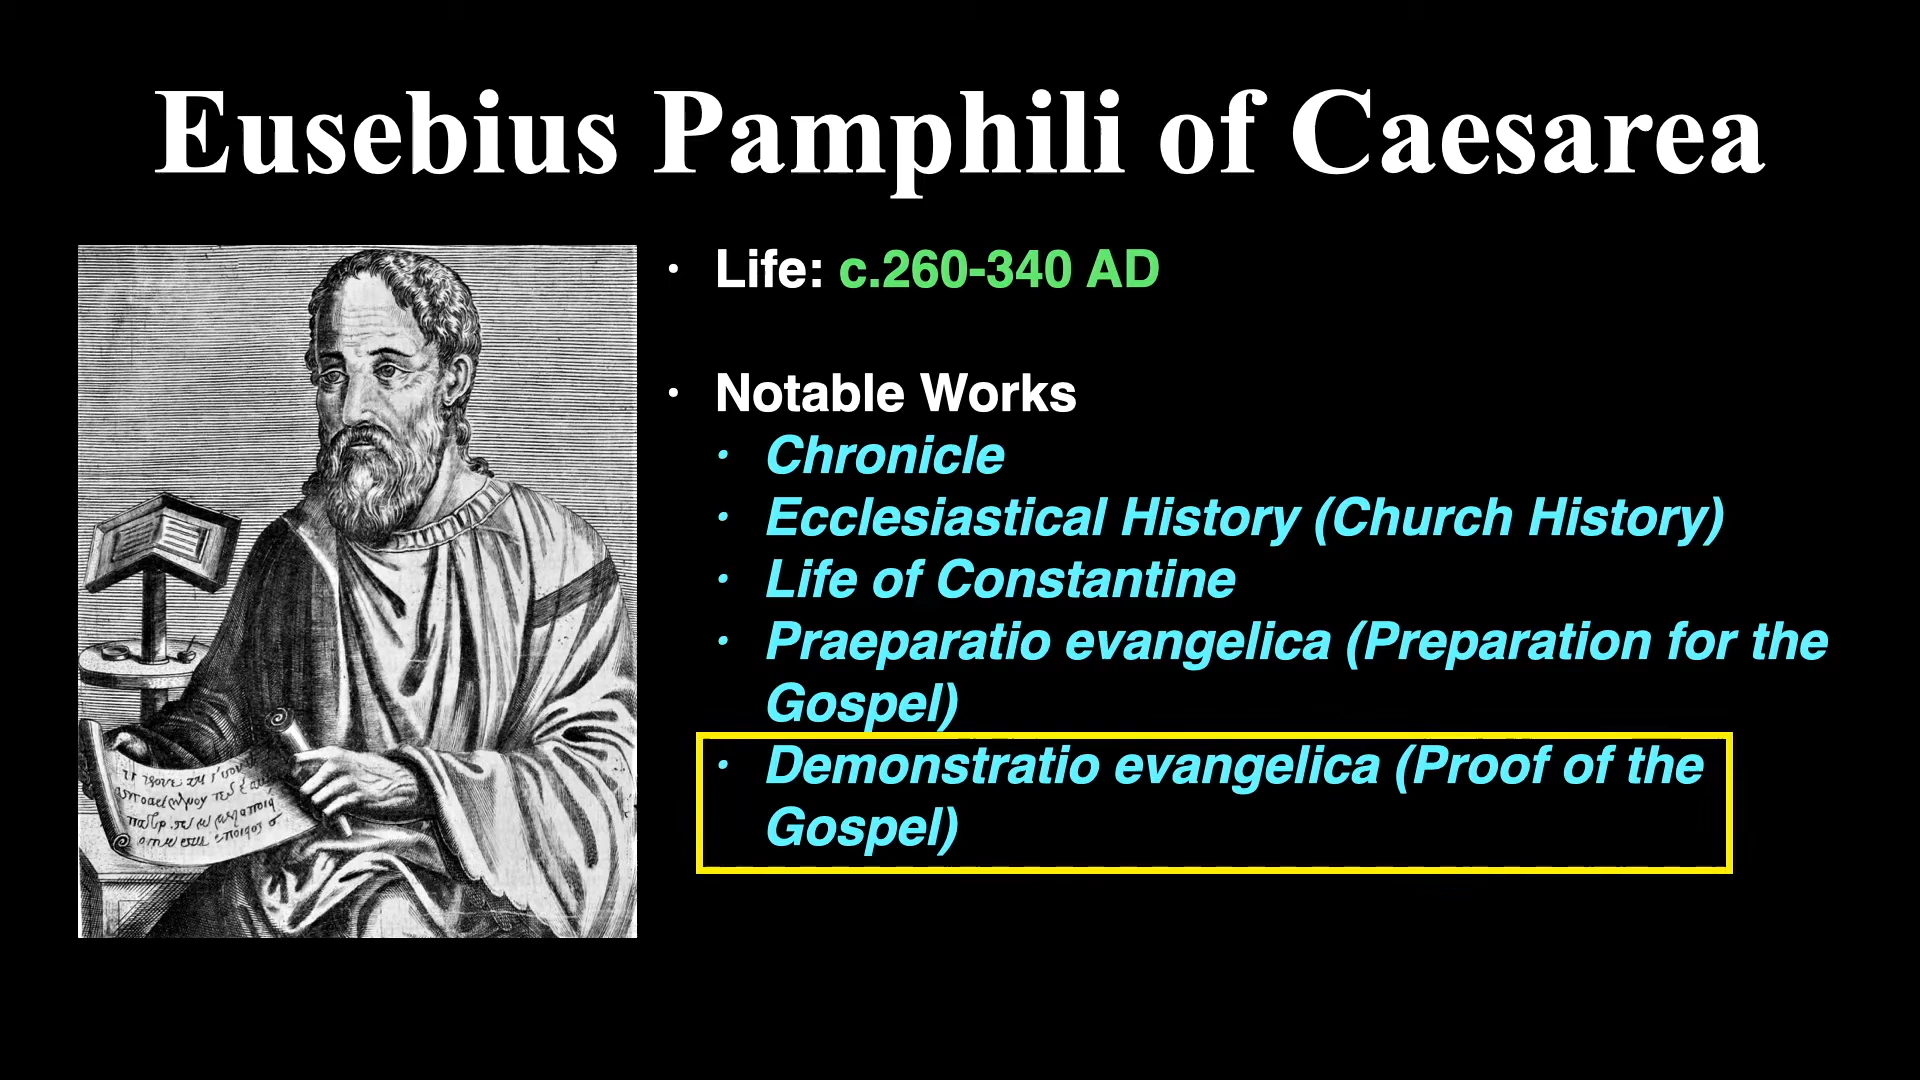 Eusebius Pamphili of Caesarea
• Life: c.260-340 AD
• Notable Works
• Chronicle
• Ecclesiastical History (Church History)
• Life of Constantine
• Praeparatio evangelica (Preparation for the
Gospel)
• Demonstratio evangelica (Proof of the
Gospel)